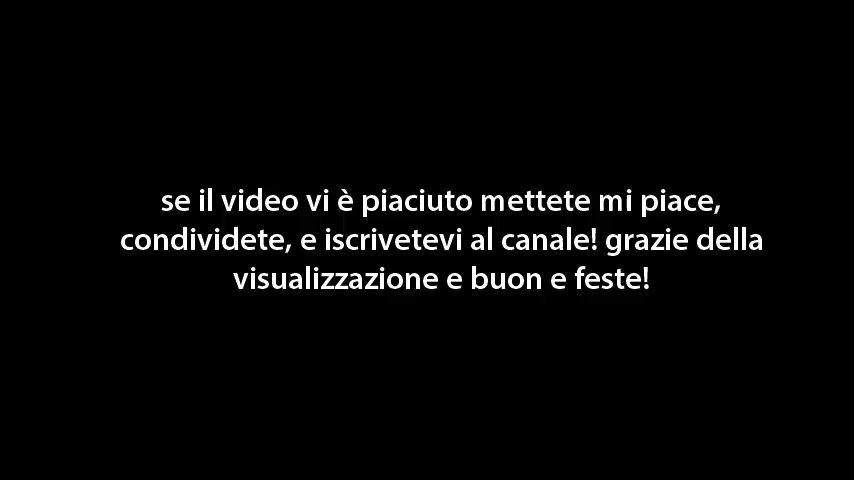 se il video vi è piaciuto mettete mi piace,
condividete, e iscrivetevi al canale! grazie della
visualizzazione e buon e feste!